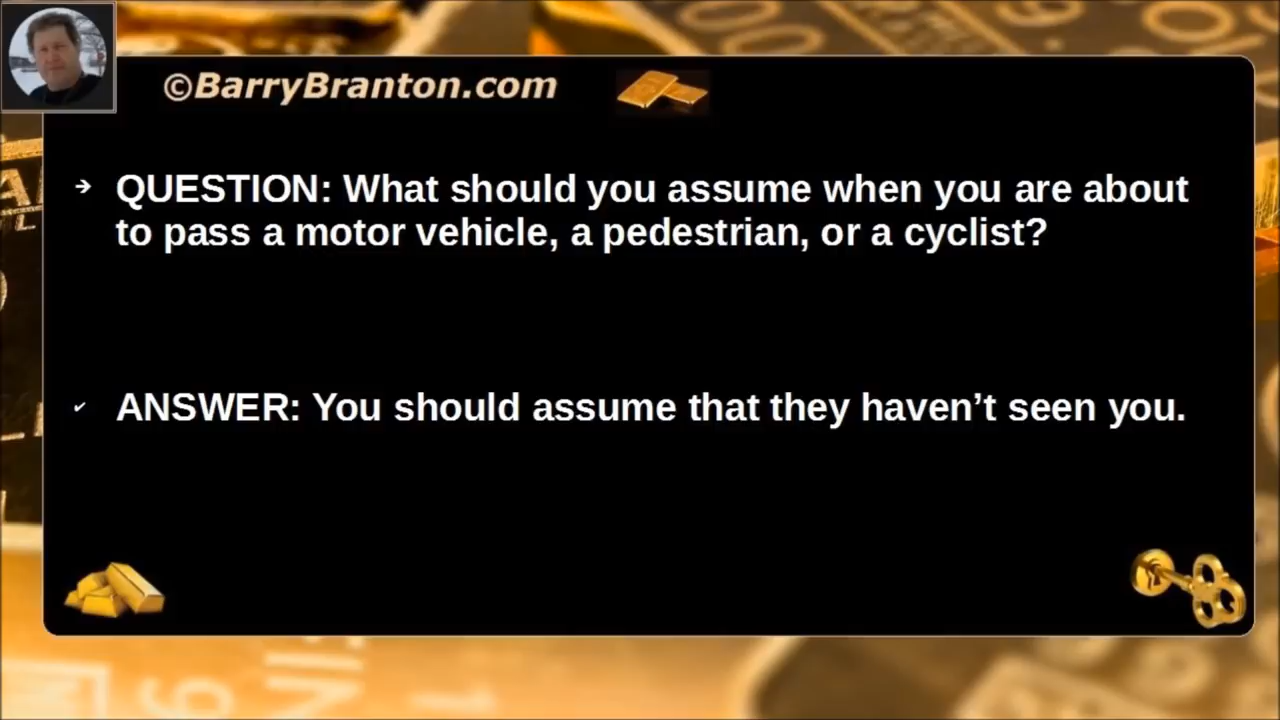 ©BarryBranton.com
QUESTION: What should you assume when you are about
to pass a motor vehicle, a pedestrian, or a cyclist?
ANSWER: You should assume that they haven’t seen you.